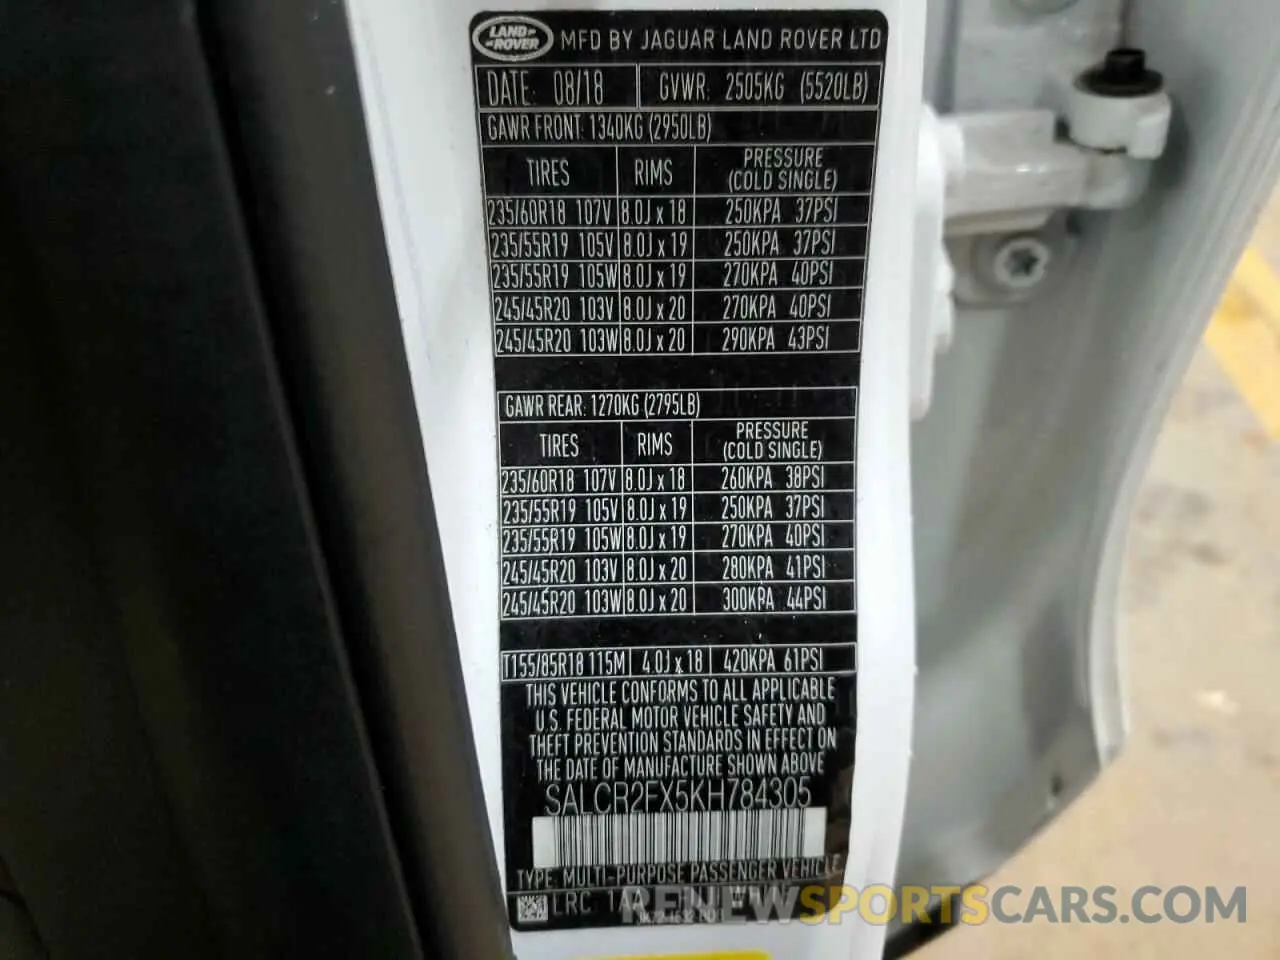 LAND ROVER MFD BY JAGUAR LAND ROVER LTD
DATE: 08/18 GVWR: 2505KG (5520LB)
GAWR FRONT: 1340KG (2950LB)
TIRES RIMS PRESSURE (COLD SINGLE)
235/60R18 107V 8.0J x 18 250KPA 37PSI
235/55R19 105V 8.0J x 19 250KPA 37PSI
235/55R19 105W 8.0J x 19 270KPA 40PSI
245/45R20 103V 8.0J x 20 270KPA 40PSI
245/45R20 103W 8.0J x 20 290KPA 43PSI
GAWR REAR: 1270KG (2795LB)
TIRES RIMS PRESSURE (COLD SINGLE)
235/60R18 107V 8.0J x 18 260KPA 38PSI
235/55R19 105V 8.0J x 19 250KPA 37PSI
235/55R19 105W 8.0J x 19 270KPA 40PSI
245/45R20 103V 8.0J x 20 280KPA 41PSI
245/45R20 103W 8.0J x 20 300KPA 44PSI
T155/85R18 115M 4.0J x 18 420KPA 61PSI
THIS VEHICLE CONFORMS TO ALL APPLICABLE
U.S. FEDERAL MOTOR VEHICLE SAFETY AND
THEFT PREVENTION STANDARDS IN EFFECT ON
THE DATE OF MANUFACTURE SHOWN ABOVE
SALCR2FX5KH784305
TYPE: MULTI-PURPOSE PASSENGER VEHICLE
LRC 1AA
RENEWSPORTSCARS.COM